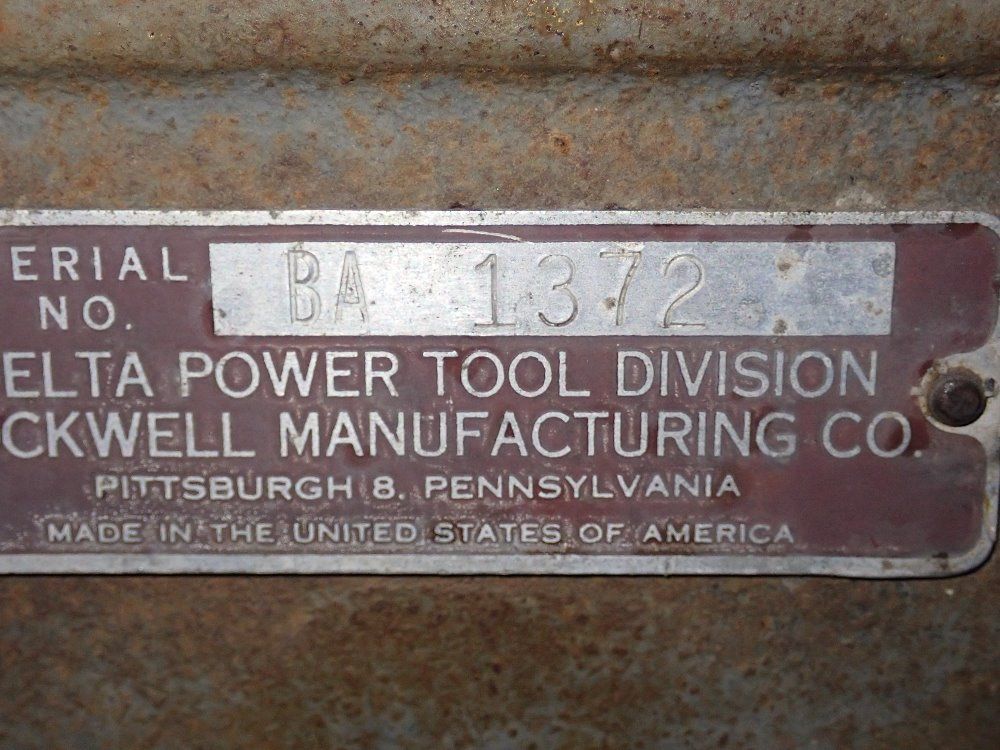 ERIAL BA 1372
NO.
ELTA POWER TOOL DIVISION
CKWELL MANUFACTURING CO.
PITTSBURGH 8, PENNSYLVANIA
MADE IN THE UNITED STATES OF AMERICA